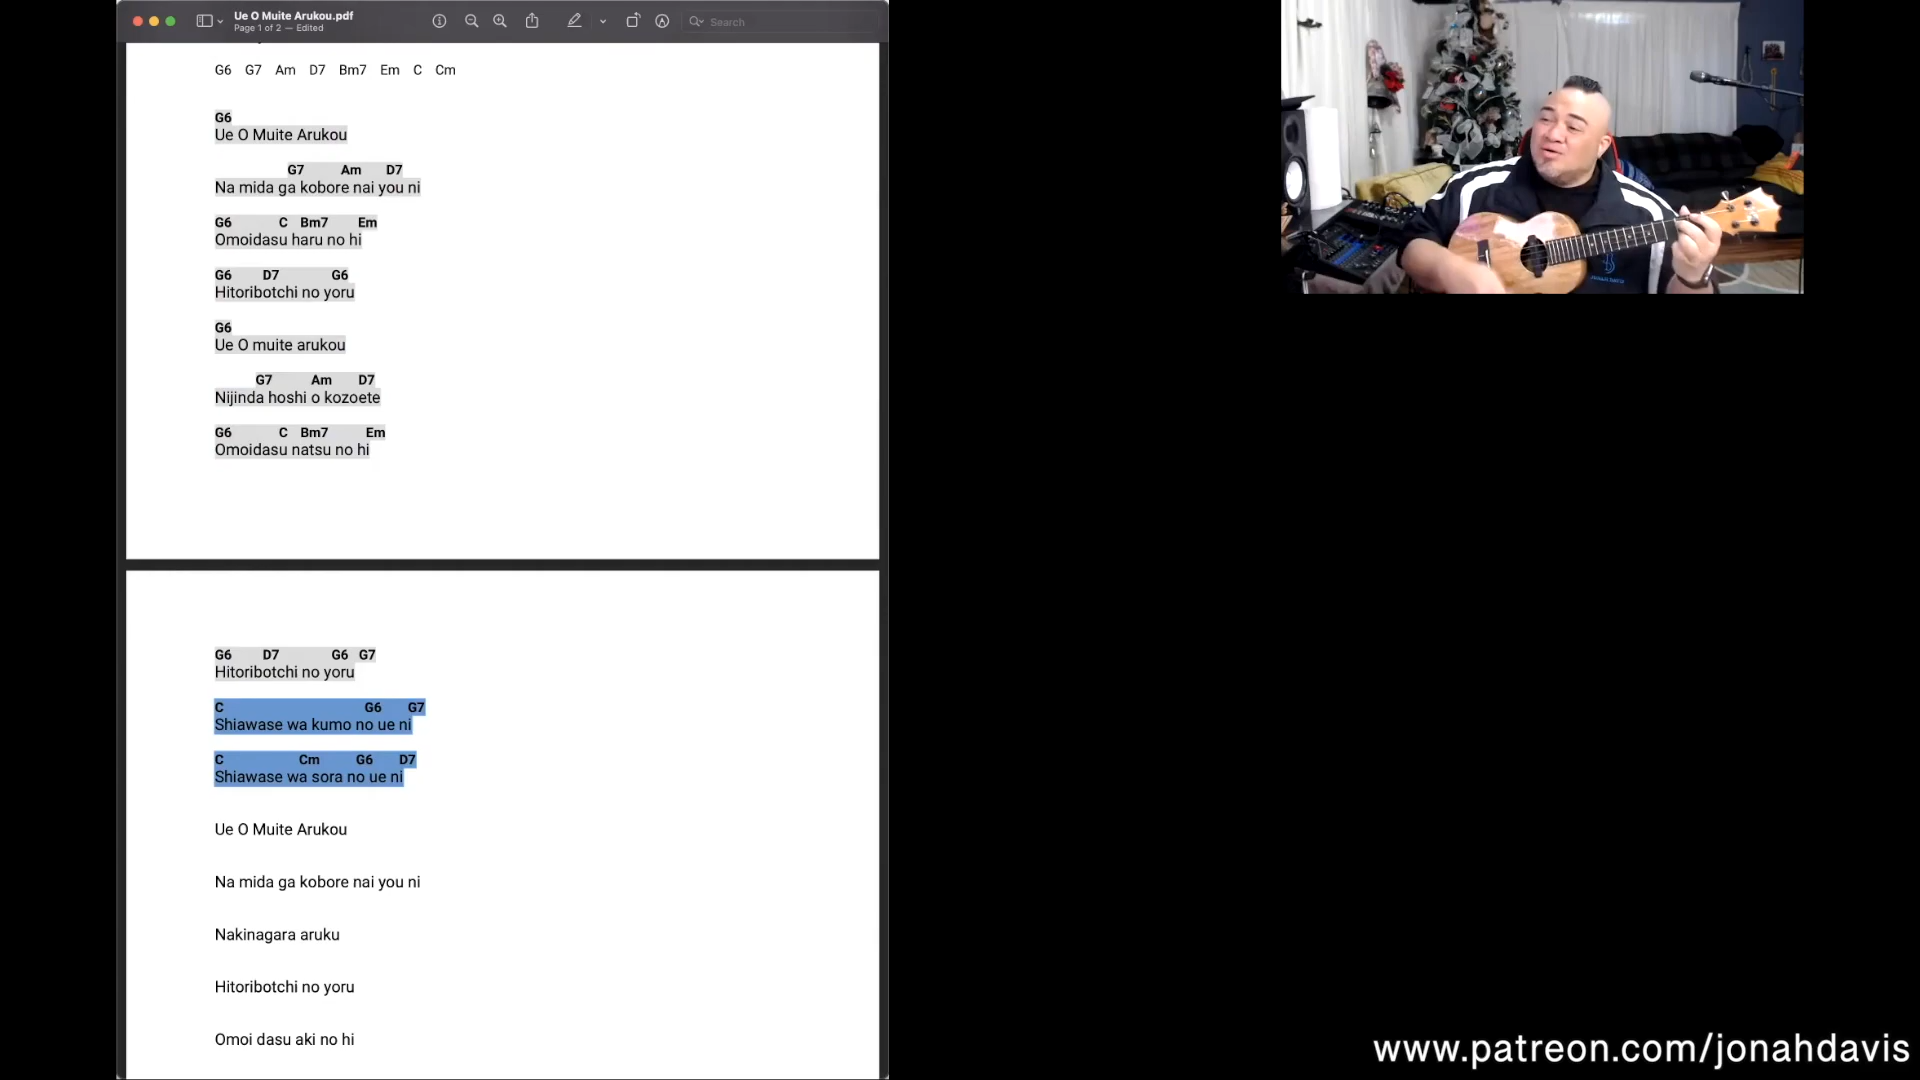 Ue O Muite Arukou.pdf
Page 1 of 2 — Edited
Search
G6 G7 Am D7 Bm7 Em C Cm
G6
Ue O Muite Arukou
G7 Am D7
Na mida ga kobore nai you ni
G6 C Bm7 Em
Omoidasu haru no hi
G6 D7 G6
Hitoribotchi no yoru
G6
Ue O muite arukou
G7 Am D7
Nijinda hoshi o kozoete
G6 C Bm7 Em
Omoidasu natsu no hi
G6 D7 G6 G7
Hitoribotchi no yoru
C G6 G7
Shiawase wa kumo no ue ni
C Cm G6 D7
Shiawase wa sora no ue ni
Ue O Muite Arukou
Na mida ga kobore nai you ni
Nakinagara aruku
Hitoribotchi no yoru
Omoi dasu aki no hi
www.patreon.com/jonahdavis